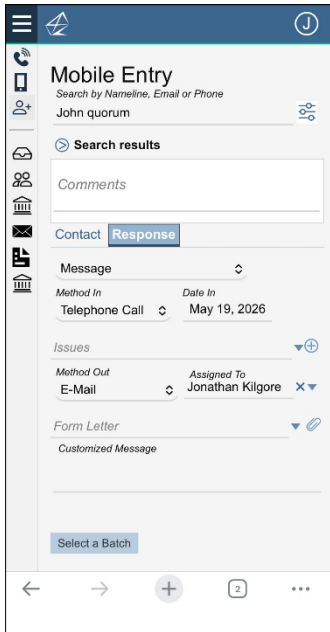 J
Mobile Entry
Search by Nameline, Email or Phone
John quorum
Search results
Comments
Contact Response
Message
Method In Date In
Telephone Call May 19, 2026
Issues
Method Out Assigned To
E-Mail Jonathan Kilgore
Form Letter
Customized Message
Select a Batch
2